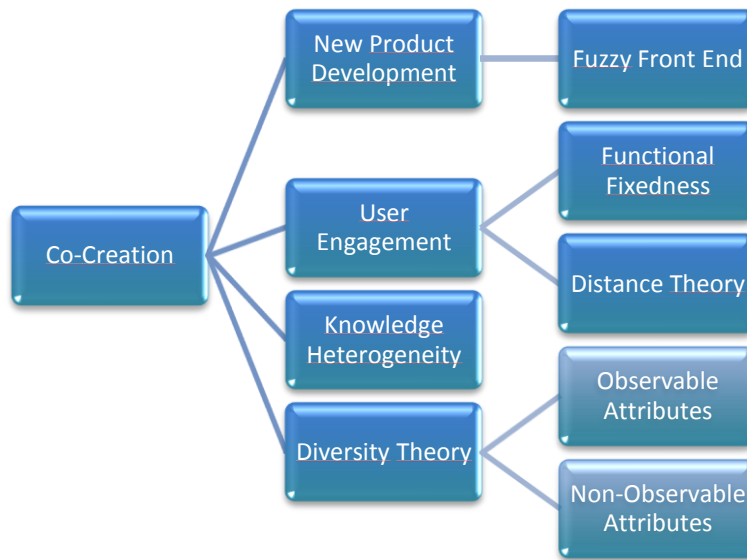 New Product
Development
Fuzzy Front End
Functional
Fixedness
User
Engagement
Co-Creation
Distance Theory
Knowledge
Heterogeneity
Observable
Attributes
Diversity Theory
Non-Observable
Attributes